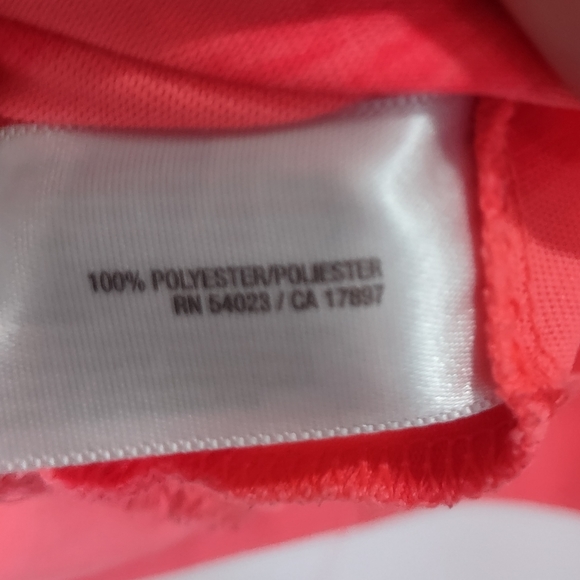 100% POLYESTER/POLIESTER
RN 54023 / CA 17897